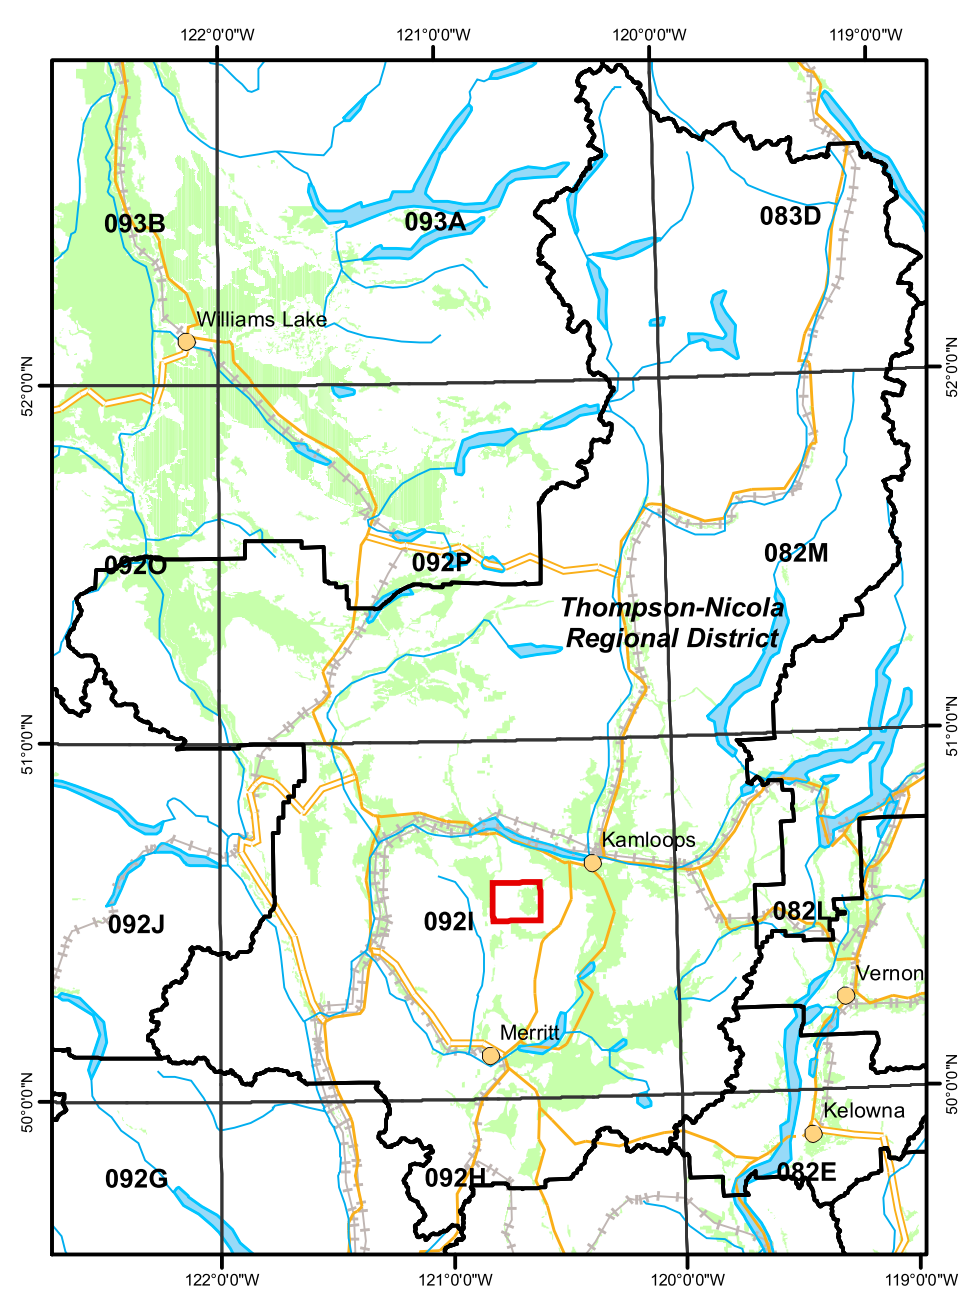 122°0'0"W
121°0'0"W
120°0'0"W
119°0'0"W
093B
093A
083D
Williams Lake
52°0'0"N
52°0'0"N
092O
092P
082M
Thompson-Nicola
Regional District
51°0'0"N
51°0'0"N
Kamloops
092J
092I
082L
Vernon
Merritt
50°0'0"N
50°0'0"N
Kelowna
092G
092H
082E
122°0'0"W
121°0'0"W
120°0'0"W
119°0'0"W